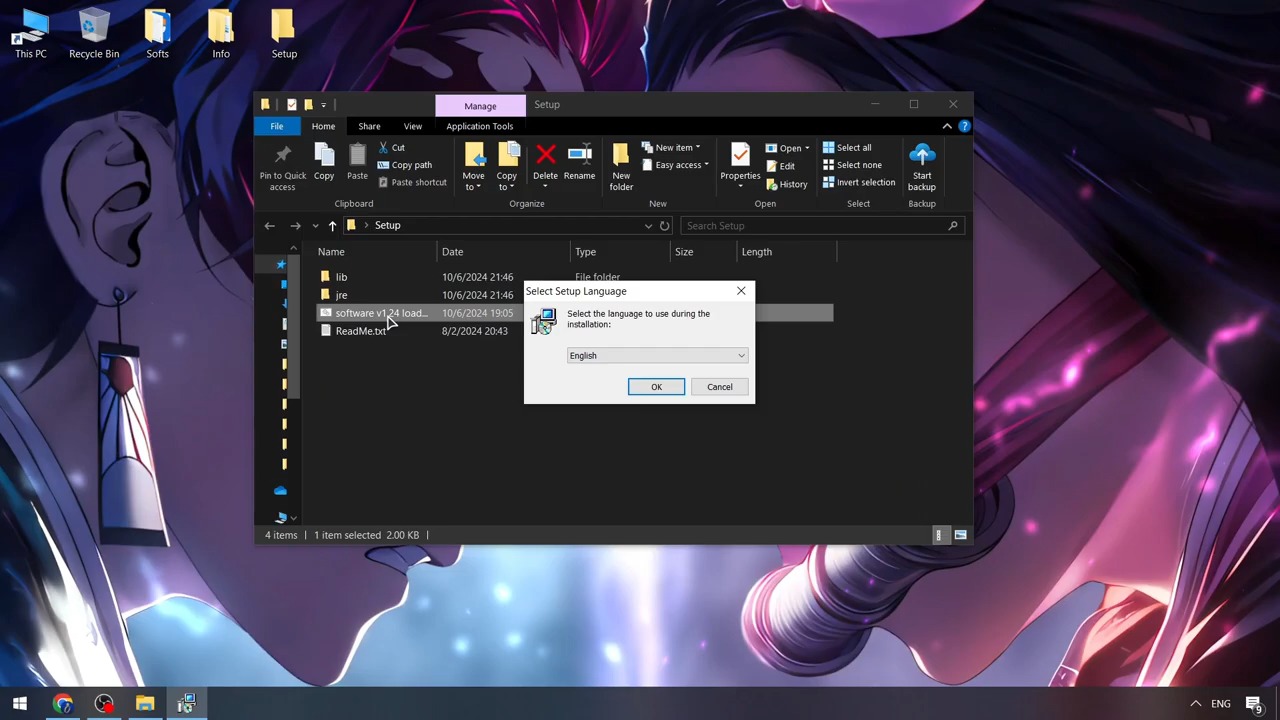 This PC
Recycle Bin
Softs
Info
Setup
Manage
Setup
File
Home
Share
View
Application Tools
Pin to Quick
access
Copy
Paste
Cut
Copy path
Paste shortcut
Clipboard
Move
to
Copy
to
Delete
Rename
Organize
New
folder
New item
Easy access
New
Properties
Open
Edit
History
Open
Select all
Select none
Invert selection
Select
Start
backup
Backup
Setup
Search Setup
Name
Date
Type
Size
Length
lib
10/6/2024 21:46
File folder
jre
10/6/2024 21:46
software v1.24 load...
10/6/2024 19:05
ReadMe.txt
8/2/2024 20:43
Select Setup Language
Select the language to use during the
installation:
English
OK
Cancel
4 items
1 item selected 2.00 KB
ENG
9